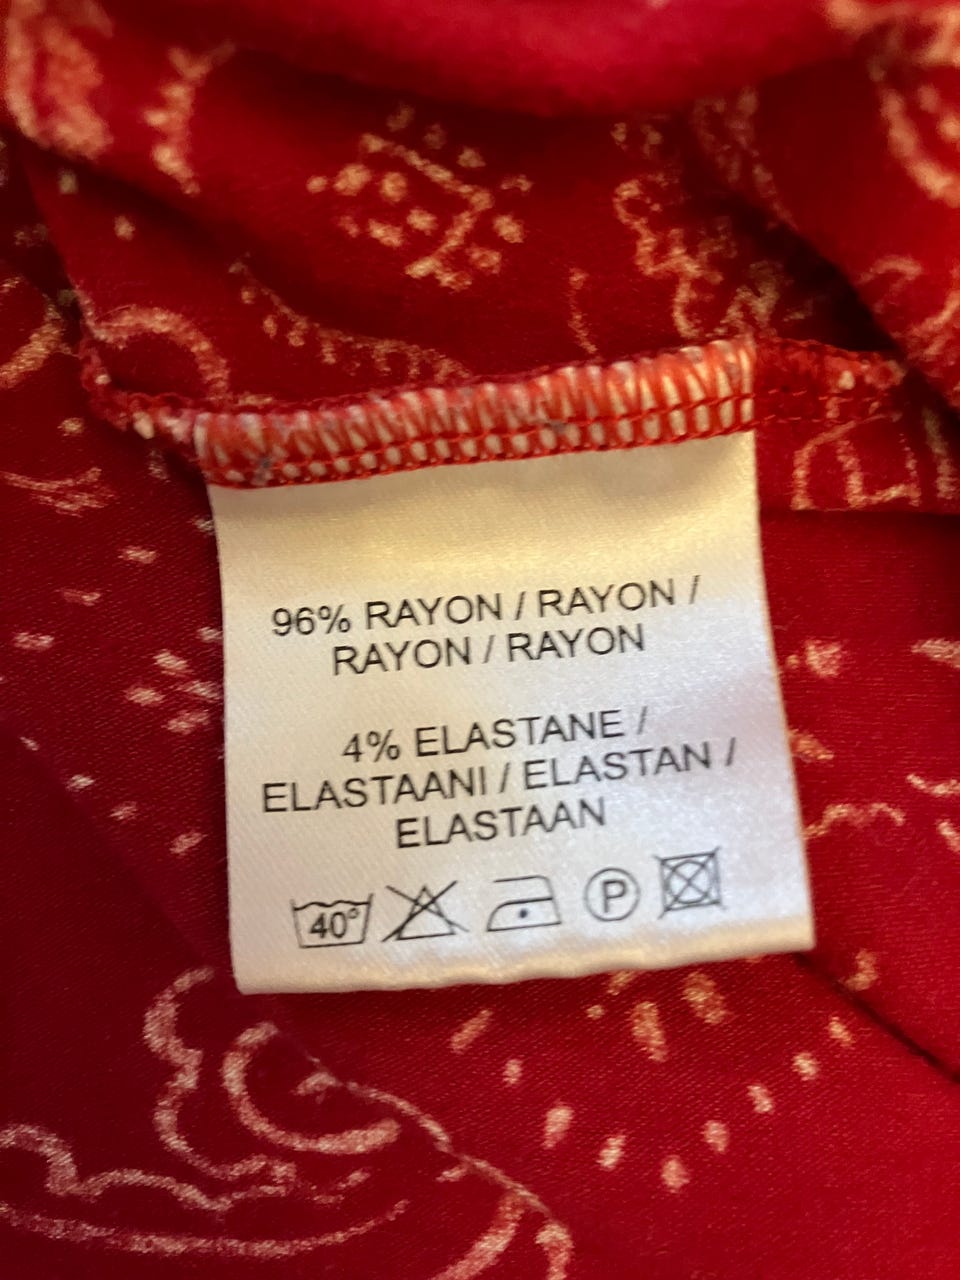 96% RAYON / RAYON /
RAYON / RAYON
4% ELASTANE /
ELASTAANI / ELASTAN /
ELASTAAN
40° P